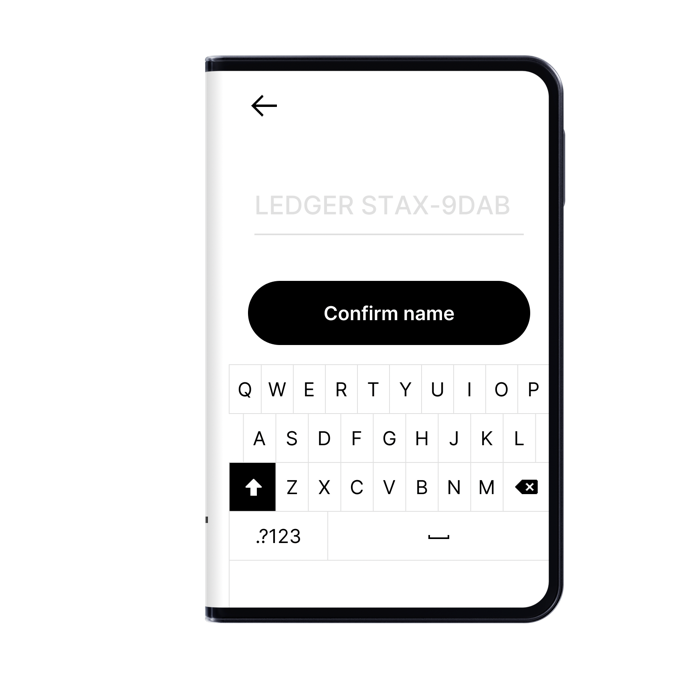 LEDGER STAX-9DAB
Confirm name
Q W E R T Y U I O P
A S D F G H J K L
Z X C V B N M
.?123